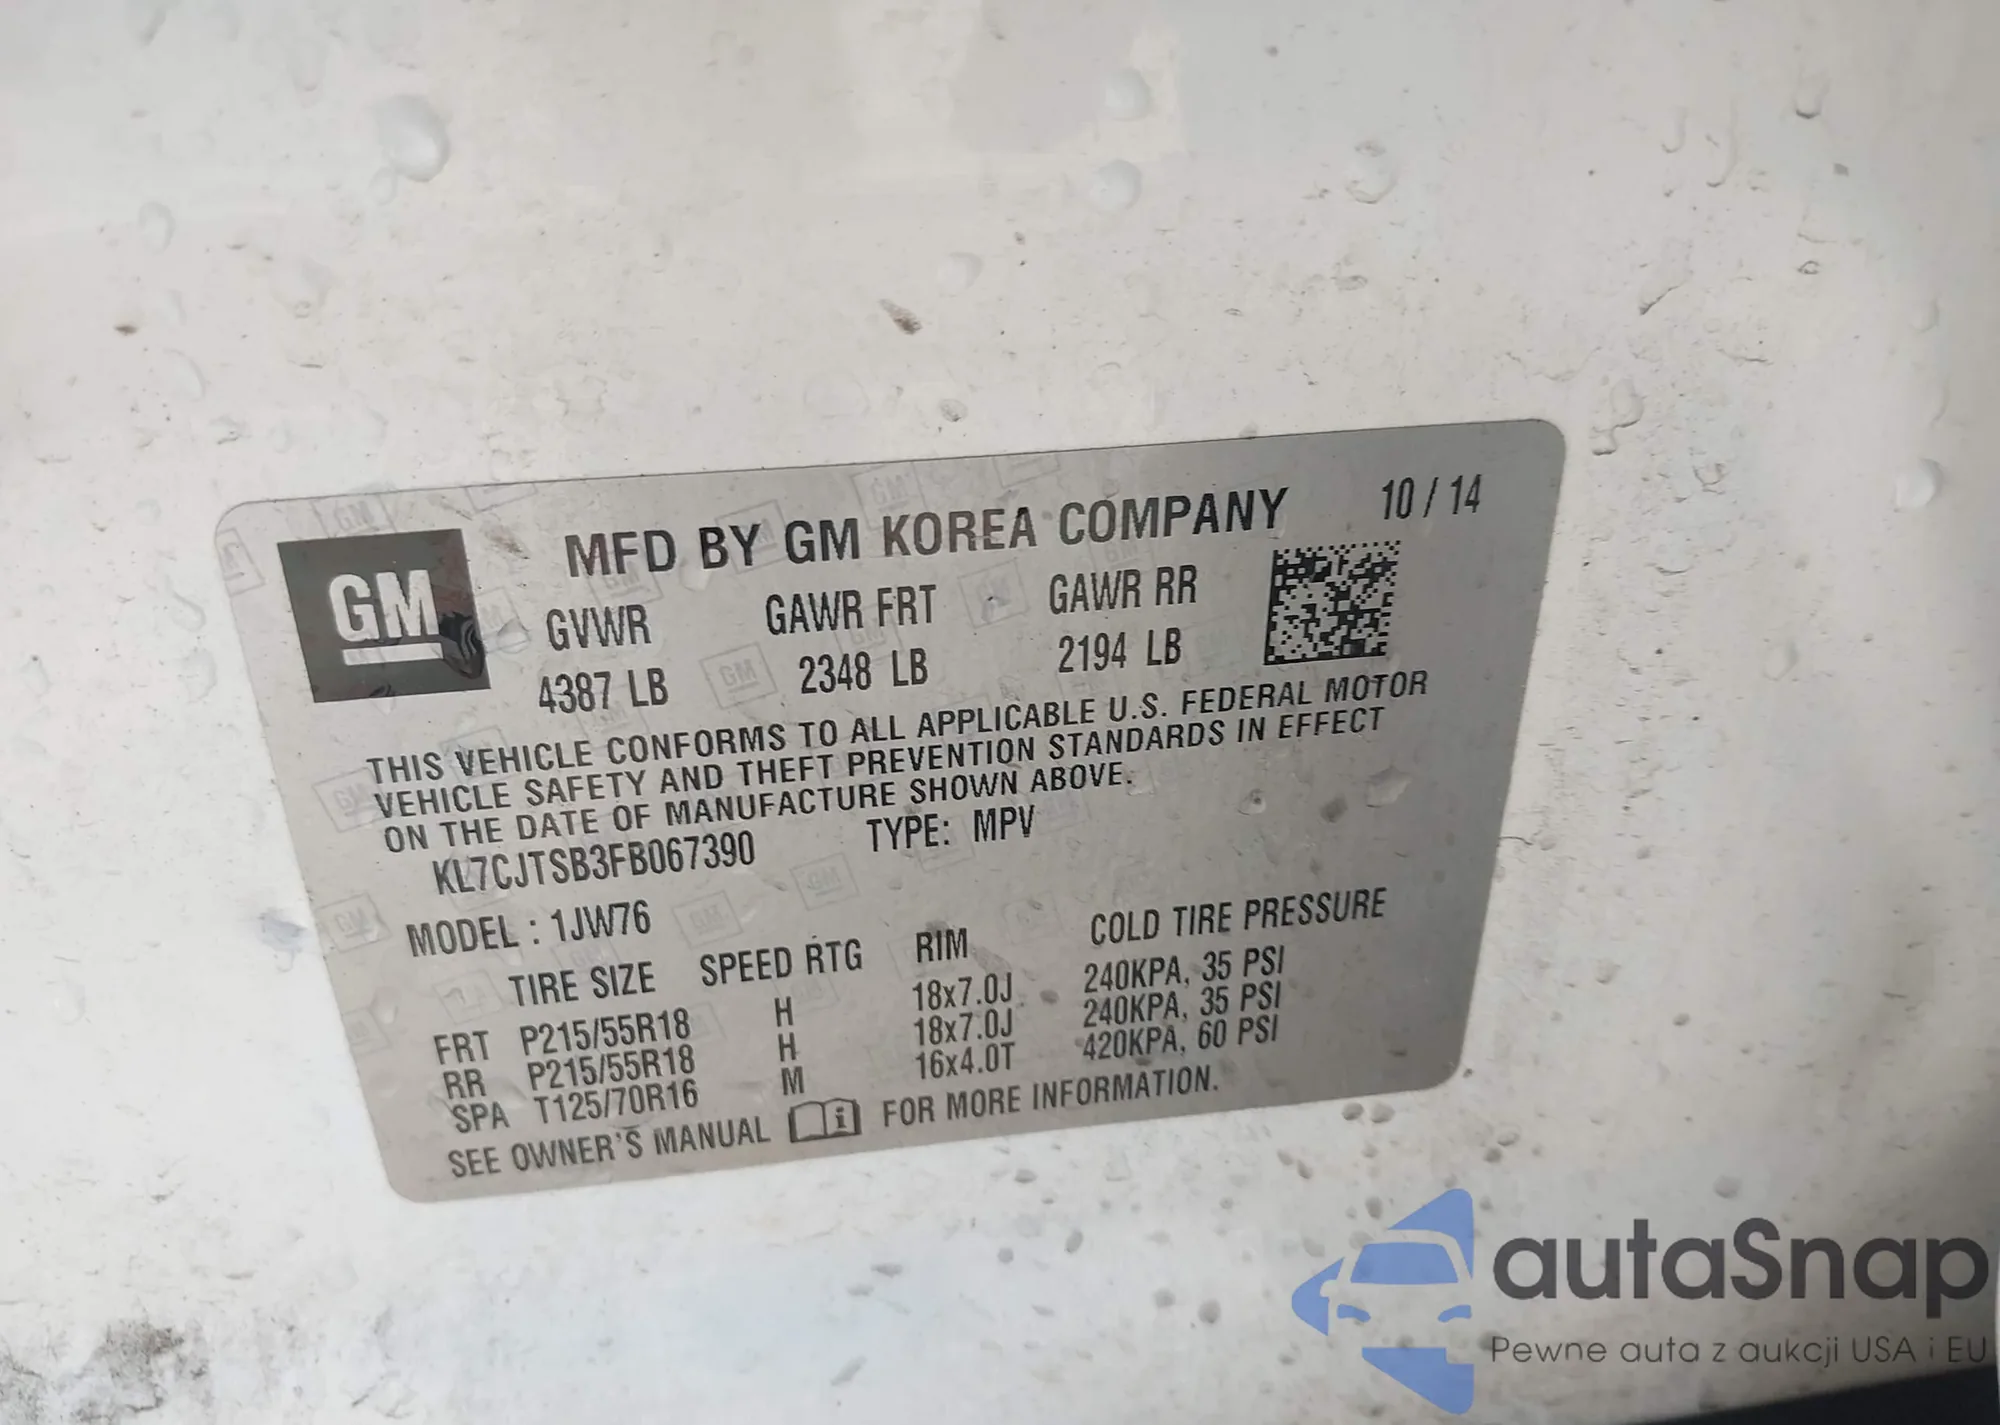 GM
MFD BY GM KOREA COMPANY 10 / 14
GVWR GAWR FRT GAWR RR
4387 LB 2348 LB 2194 LB
THIS VEHICLE CONFORMS TO ALL APPLICABLE U.S. FEDERAL MOTOR
VEHICLE SAFETY AND THEFT PREVENTION STANDARDS IN EFFECT
ON THE DATE OF MANUFACTURE SHOWN ABOVE.
KL7CJTSB3FB067390 TYPE: MPV
MODEL : 1JW76
TIRE SIZE SPEED RTG RIM COLD TIRE PRESSURE
FRT P215/55R18 H 18x7.0J 240KPA, 35 PSI
RR P215/55R18 H 18x7.0J 240KPA, 35 PSI
SPA T125/70R16 M 16x4.0T 420KPA, 60 PSI
SEE OWNER'S MANUAL i FOR MORE INFORMATION.
autaSnap
Pewne auta z aukcji USA i EU